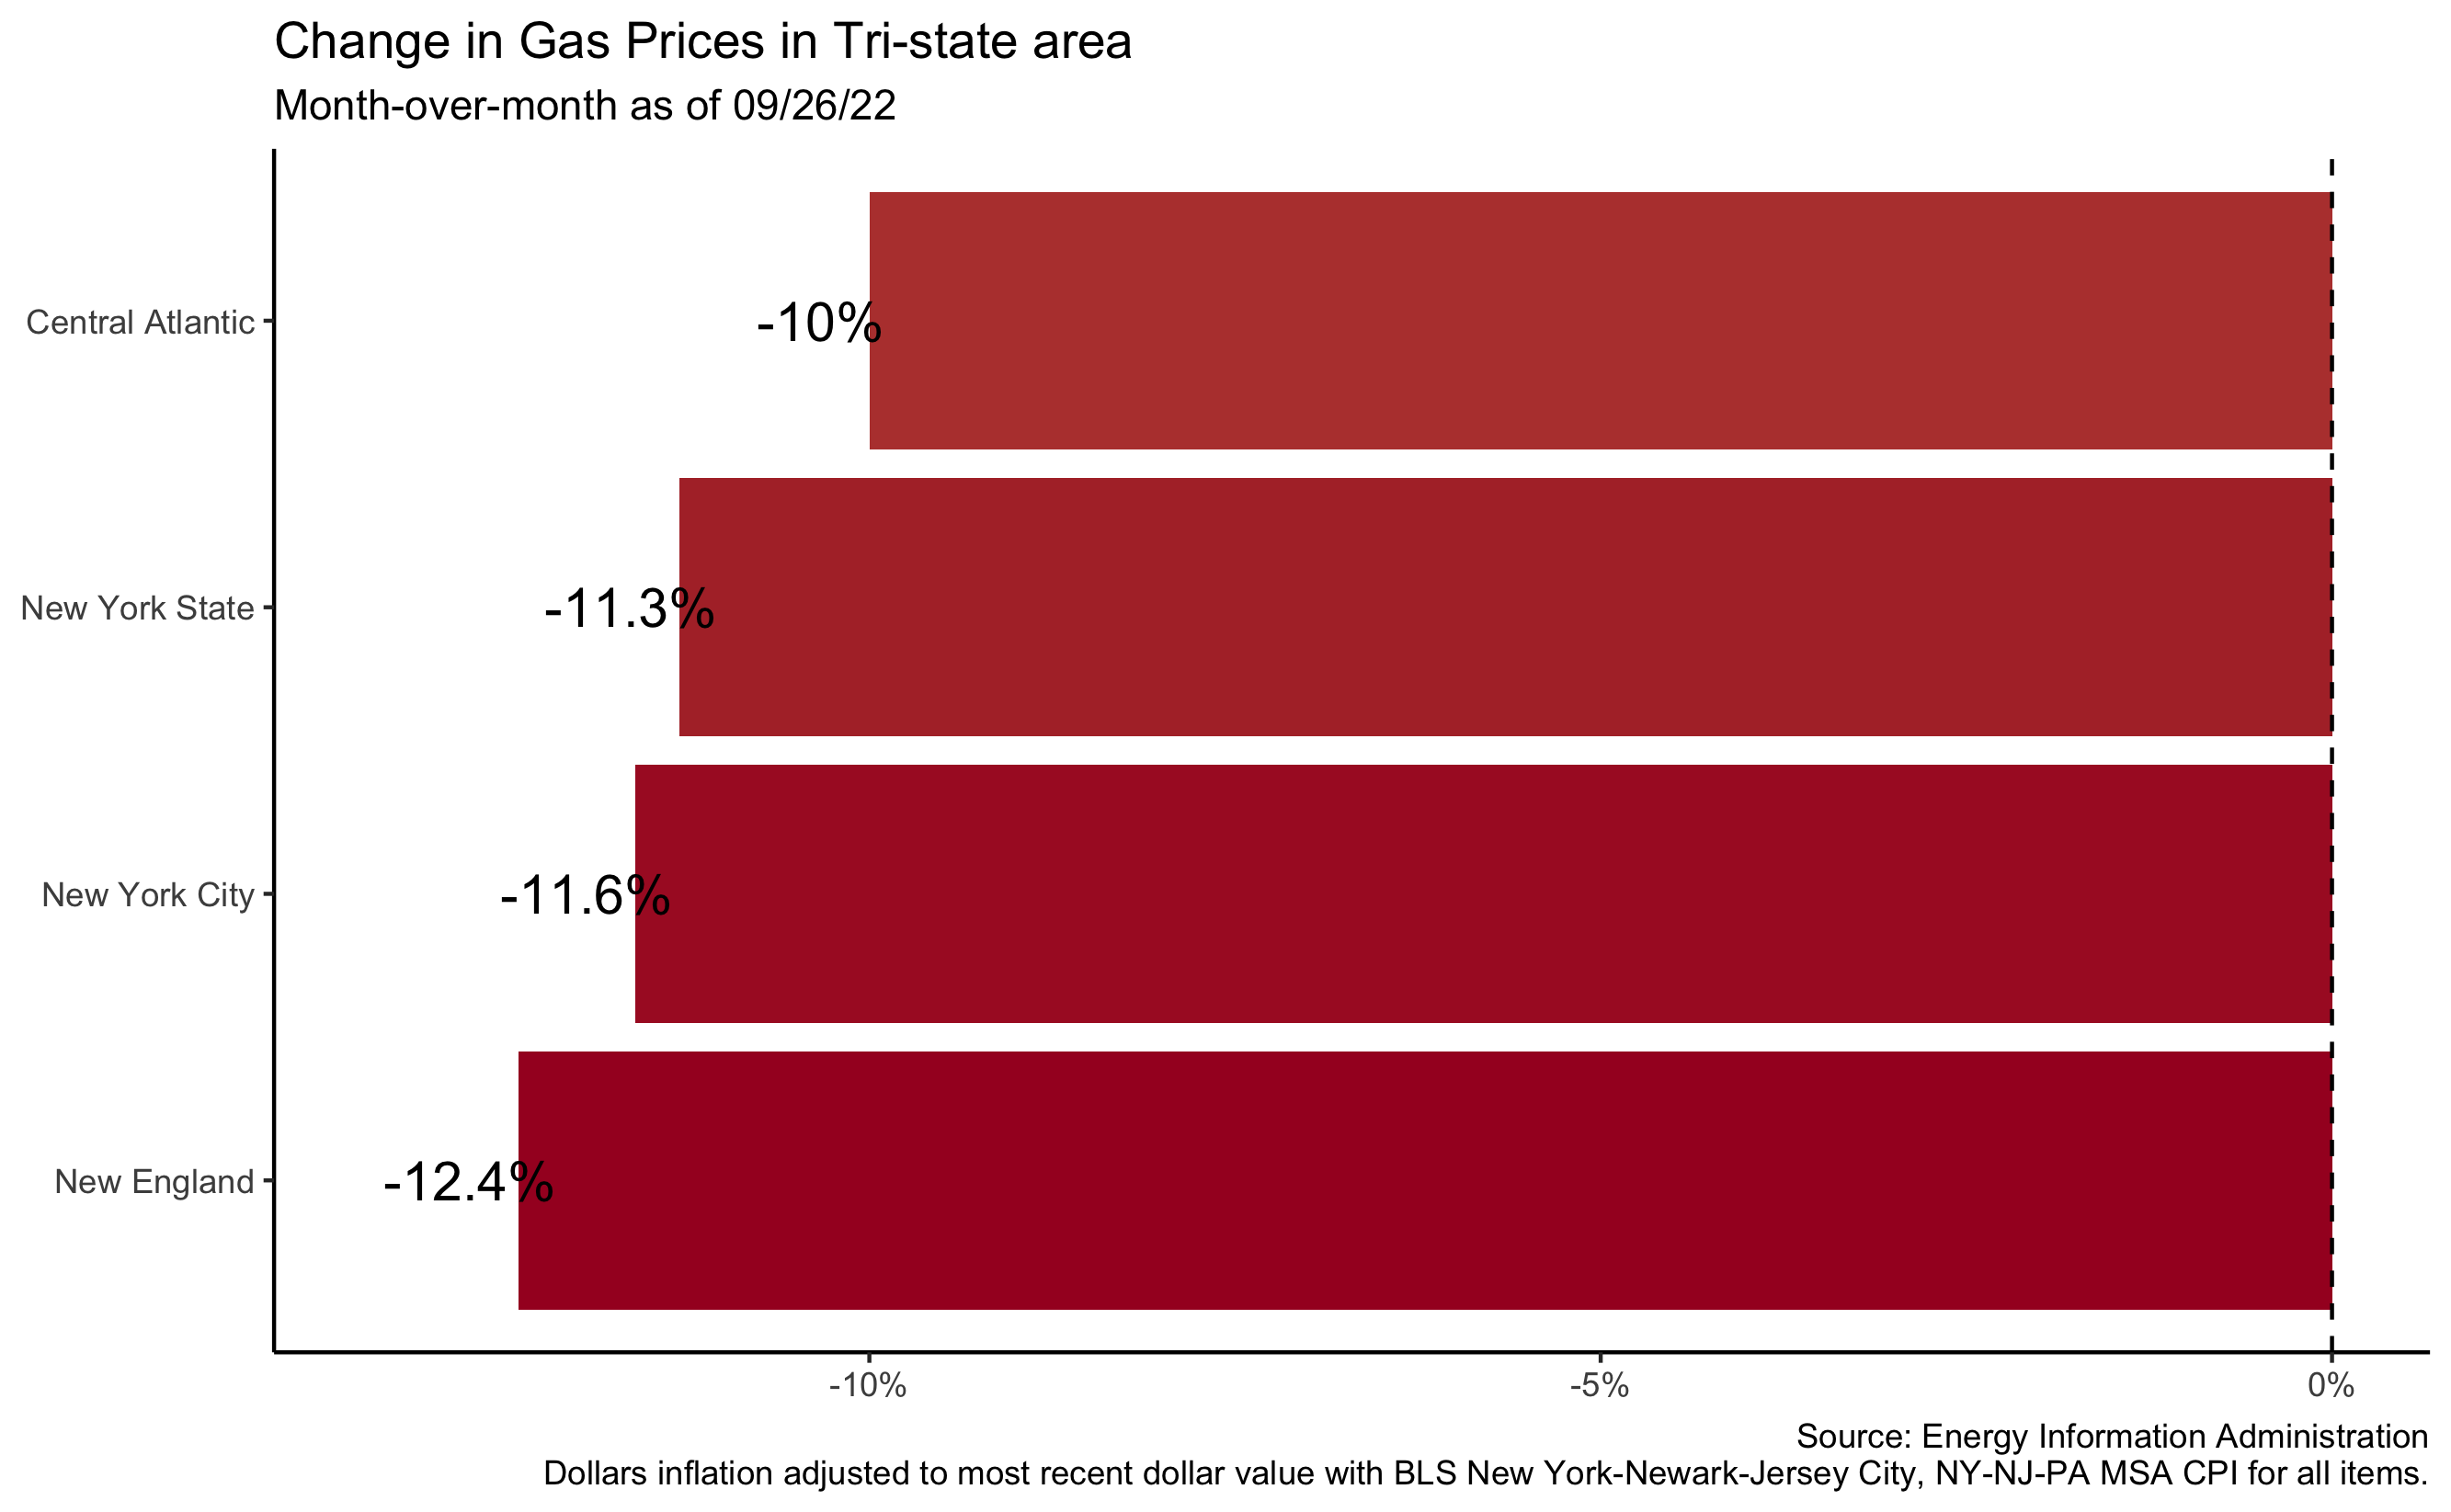 Change in Gas Prices in Tri-state area
Month-over-month as of 09/26/22
Central Atlantic
-10%
New York State
-11.3%
New York City
-11.6%
New England
-12.4%
-10%
-5%
0%
Source: Energy Information Administration
Dollars inflation adjusted to most recent dollar value with BLS New York-Newark-Jersey City, NY-NJ-PA MSA CPI for all items.